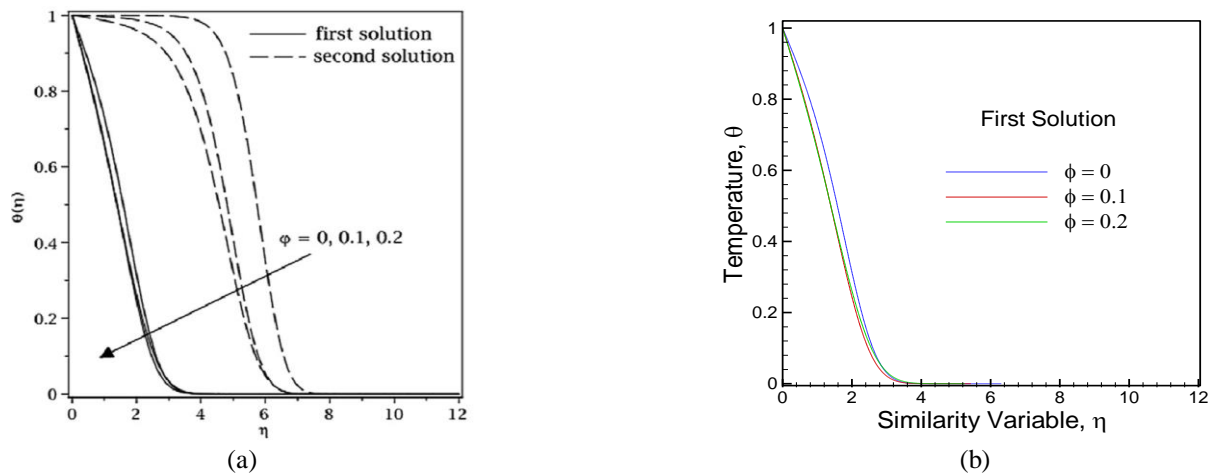 1
0.8
0.6
0.4
0.2
0
θ(η)
first solution
second solution
φ = 0, 0.1, 0.2
0 2 4 6 8 10 12
η
(a)
1
0.8
0.6
0.4
0.2
0
Temperature, θ
First Solution
ϕ = 0
ϕ = 0.1
ϕ = 0.2
0 2 4 6 8 10 12
Similarity Variable, η
(b)